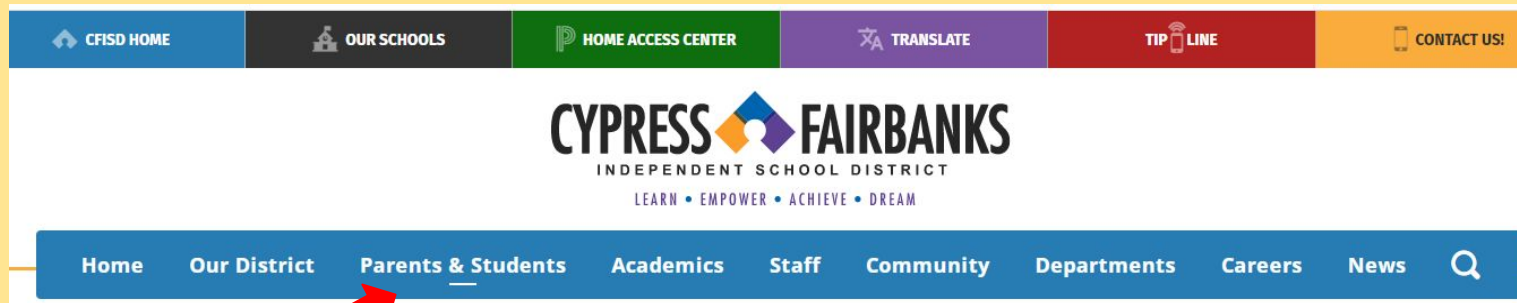 CFISD HOME OUR SCHOOLS HOME ACCESS CENTER TRANSLATE TIP LINE CONTACT US!
CYPRESS FAIRBANKS
INDEPENDENT SCHOOL DISTRICT
LEARN • EMPOWER • ACHIEVE • DREAM
Home Our District Parents & Students Academics Staff Community Departments Careers News